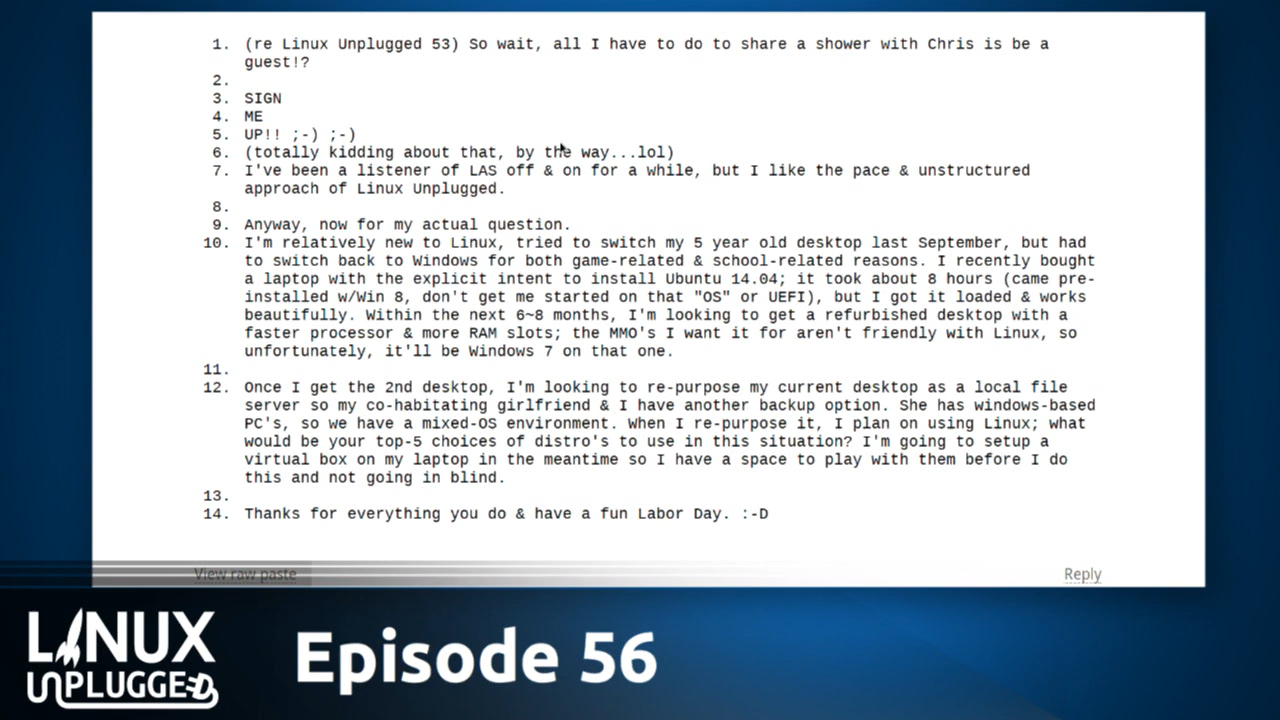 1. (re Linux Unplugged 53) So wait, all I have to do to share a shower with Chris is be a
guest!?
2.
3. SIGN
4. ME
5. UP!! ;-) ;-)
6. (totally kidding about that, by the way...lol)
7. I've been a listener of LAS off & on for a while, but I like the pace & unstructured
approach of Linux Unplugged.
8.
9. Anyway, now for my actual question.
10. I'm relatively new to Linux, tried to switch my 5 year old desktop last September, but had
to switch back to Windows for both game-related & school-related reasons. I recently bought
a laptop with the explicit intent to install Ubuntu 14.04; it took about 8 hours (came pre-
installed w/Win 8, don't get me started on that "OS" or UEFI), but I got it loaded & works
beautifully. Within the next 6~8 months, I'm looking to get a refurbished desktop with a
faster processor & more RAM slots; the MMO's I want it for aren't friendly with Linux, so
unfortunately, it'll be Windows 7 on that one.
11.
12. Once I get the 2nd desktop, I'm looking to re-purpose my current desktop as a local file
server so my co-habitating girlfriend & I have another backup option. She has windows-based
PC's, so we have a mixed-OS environment. When I re-purpose it, I plan on using Linux; what
would be your top-5 choices of distro's to use in this situation? I'm going to setup a
virtual box on my laptop in the meantime so I have a space to play with them before I do
this and not going in blind.
13.
14. Thanks for everything you do & have a fun Labor Day. :-D
View raw paste
Reply
LINUX
UNPLUGGED
Episode 56